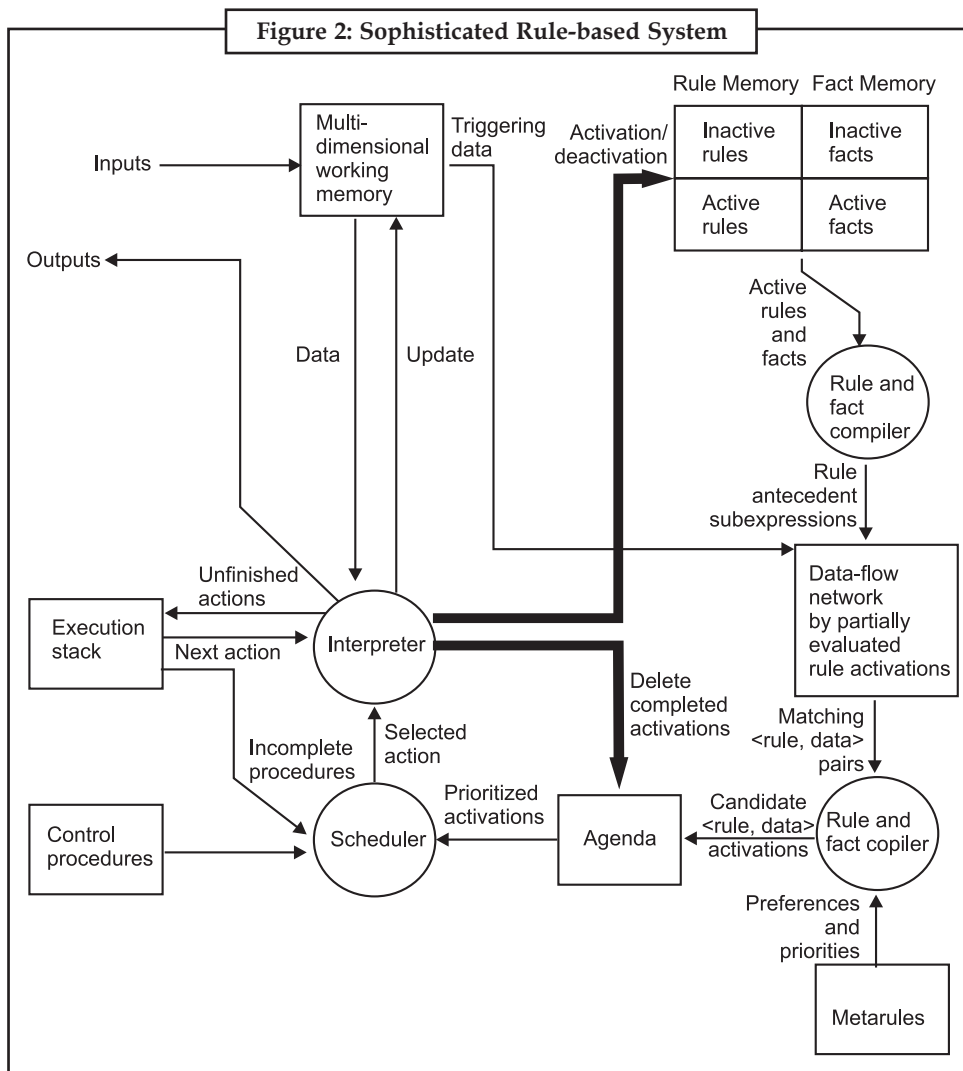 Figure 2: Sophisticated Rule-based System
Rule Memory
Fact Memory
Inactive
rules
Inactive
facts
Active
rules
Active
facts
Activation/
deactivation
Multi-
dimensional
working
memory
Triggering
data
Inputs
Outputs
Data
Update
Active
rules
and
facts
Rule and
fact
compiler
Rule
antecedent
subexpressions
Data-flow
network
by partially
evaluated
rule activations
Unfinished
actions
Execution
stack
Next action
Interpreter
Delete
completed
activations
Matching
<rule, data>
pairs
Incomplete
procedures
Selected
action
Control
procedures
Scheduler
Prioritized
activations
Agenda
Candidate
<rule, data>
activations
Rule and
fact copiler
Preferences
and
priorities
Metarules